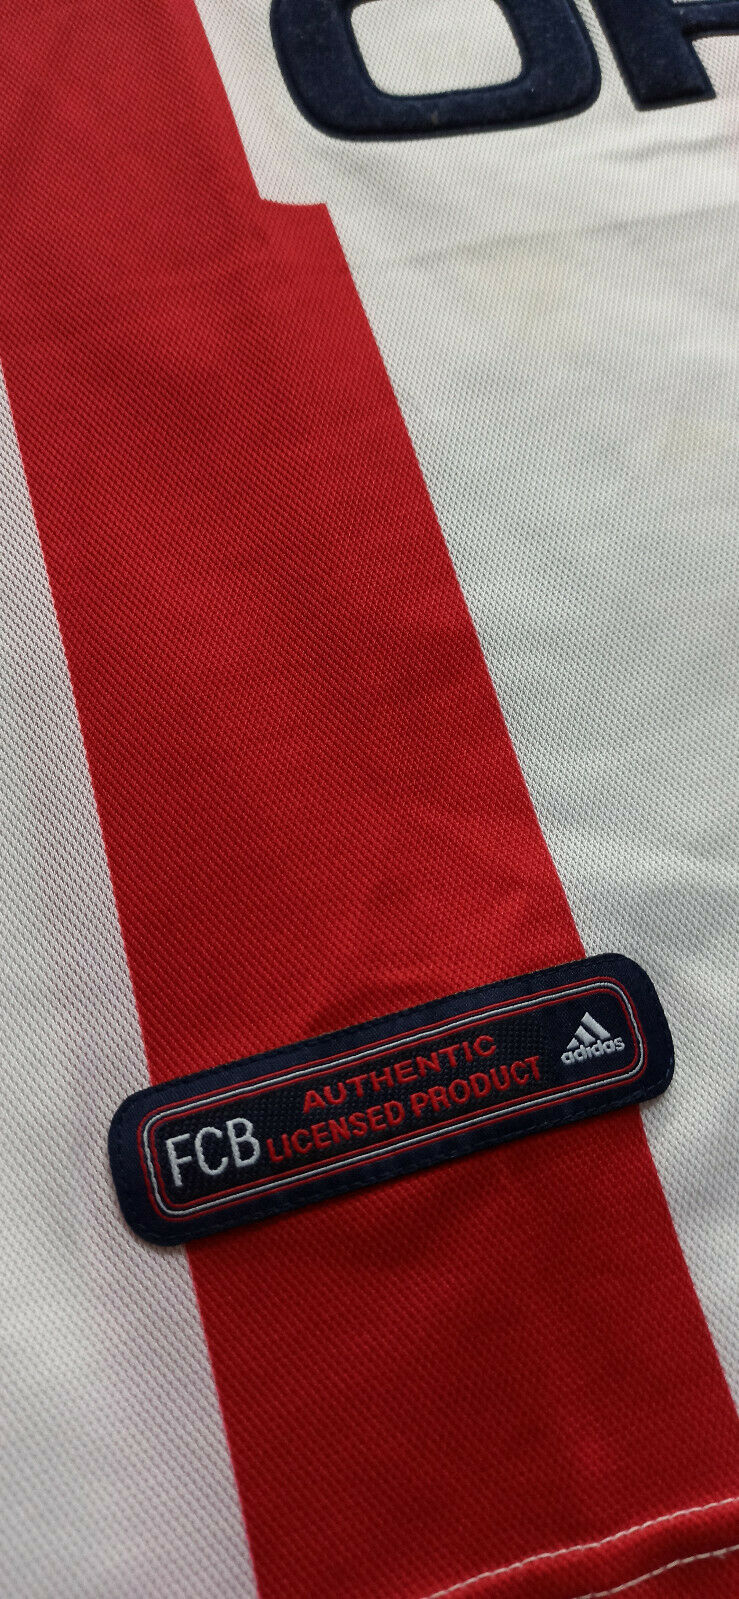 AUTHENTIC
FCB LICENSED PRODUCT
adidas